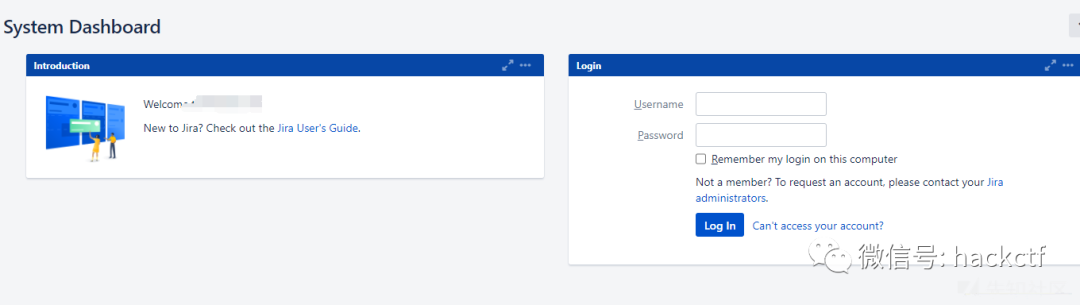 System Dashboard
Introduction
New to Jira? Check out the Jira User's Guide.
Login
Username
Password
Remember my login on this computer
Not a member? To request an account, please contact your Jira
administrators.
Log In
Can't access your account?
微信号: hackctf